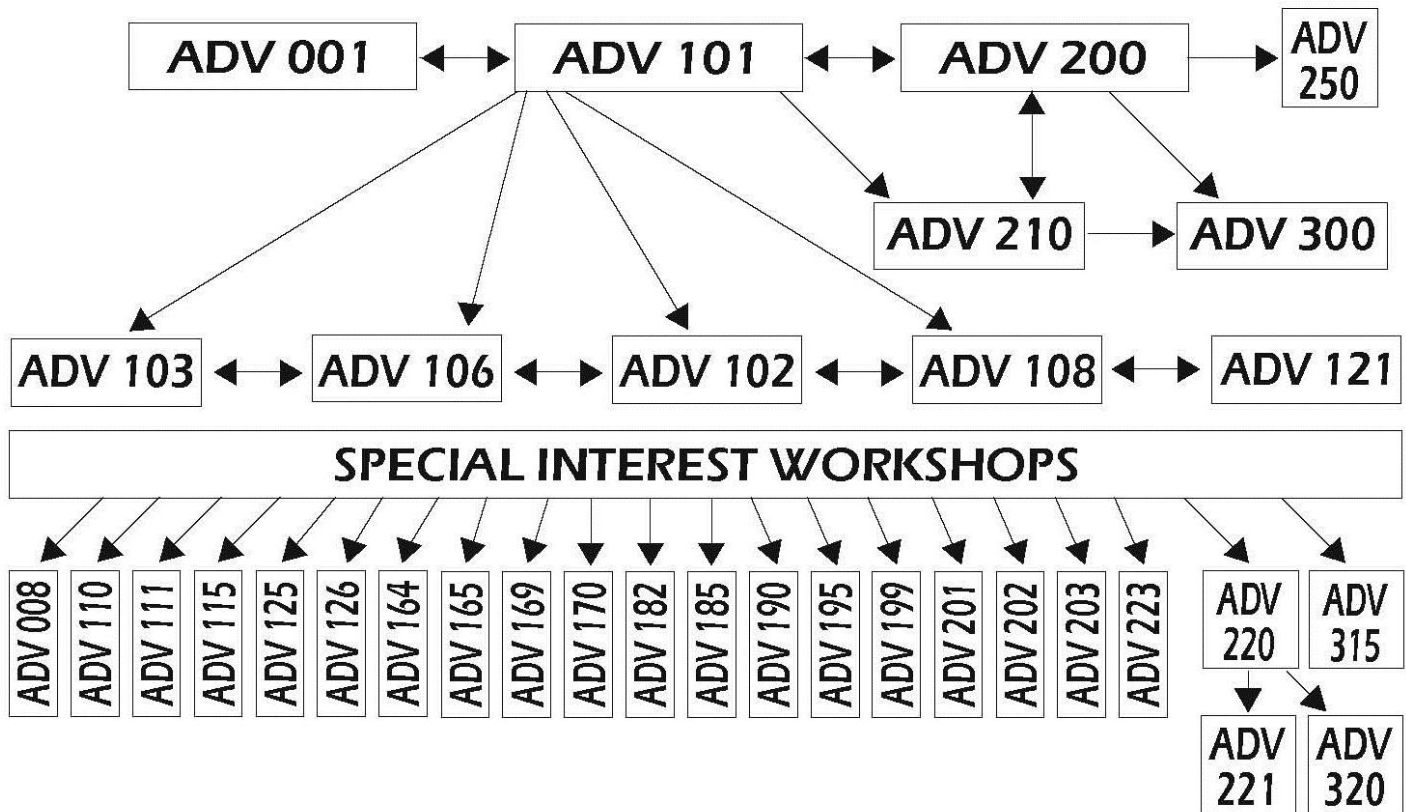 ADV 001
ADV 101
ADV 200
ADV
250
ADV 210
ADV 300
ADV 103
ADV 106
ADV 102
ADV 108
ADV 121
SPECIAL INTEREST WORKSHOPS
ADV 008
ADV 110
ADV 111
ADV 115
ADV 125
ADV 126
ADV 164
ADV 165
ADV 169
ADV 170
ADV 182
ADV 185
ADV 190
ADV 195
ADV 199
ADV 201
ADV 202
ADV 203
ADV 223
ADV
220
ADV
315
ADV
221
ADV
320